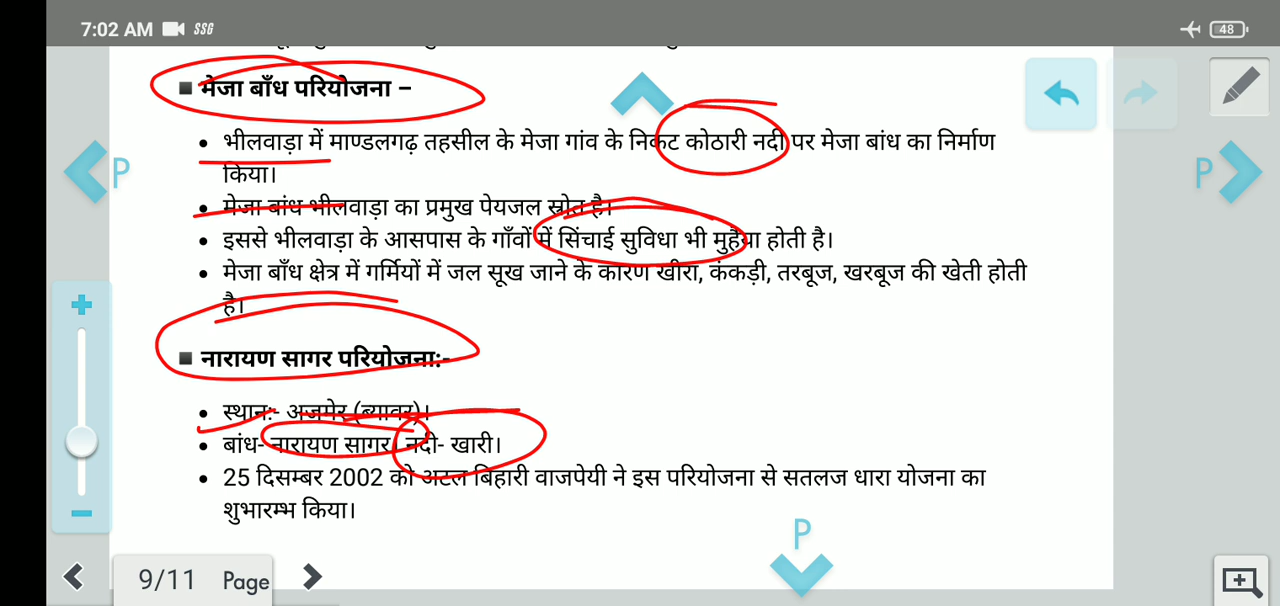 7:02 AM SSG 48
■ मेजा बाँध परियोजना –
• भीलवाड़ा में माण्डलगढ़ तहसील के मेजा गांव के निकट कोठारी नदी पर मेजा बांध का निर्माण
किया।
• मेजा बांध भीलवाड़ा का प्रमुख पेयजल स्रोत है।
• इससे भीलवाड़ा के आसपास के गाँवों में सिंचाई सुविधा भी मुहैया होती है।
• मेजा बाँध क्षेत्र में गर्मियों में जल सूख जाने के कारण खीरा, कंकड़ी, तरबूज, खरबूज की खेती होती
है।
■ नारायण सागर परियोजना:-
• स्थान:- अजमेर (ब्यावर)।
• बांध- नारायण सागर। नदी- खारी।
• 25 दिसम्बर 2002 को अटल बिहारी वाजपेयी ने इस परियोजना से सतलज धारा योजना का
शुभारम्भ किया।
P
P
P
9/11 Page